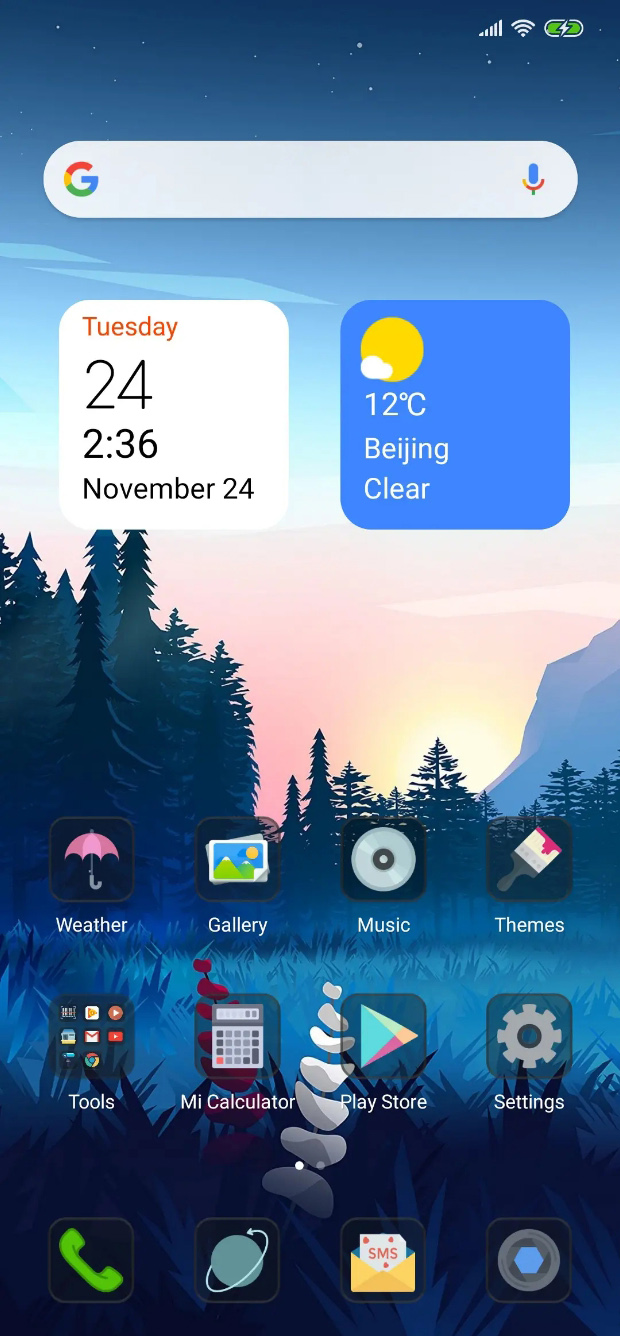 Tuesday
24
2:36
November 24
12℃
Beijing
Clear
Weather
Gallery
Music
Themes
Tools
Mi Calculator
Play Store
Settings
SMS